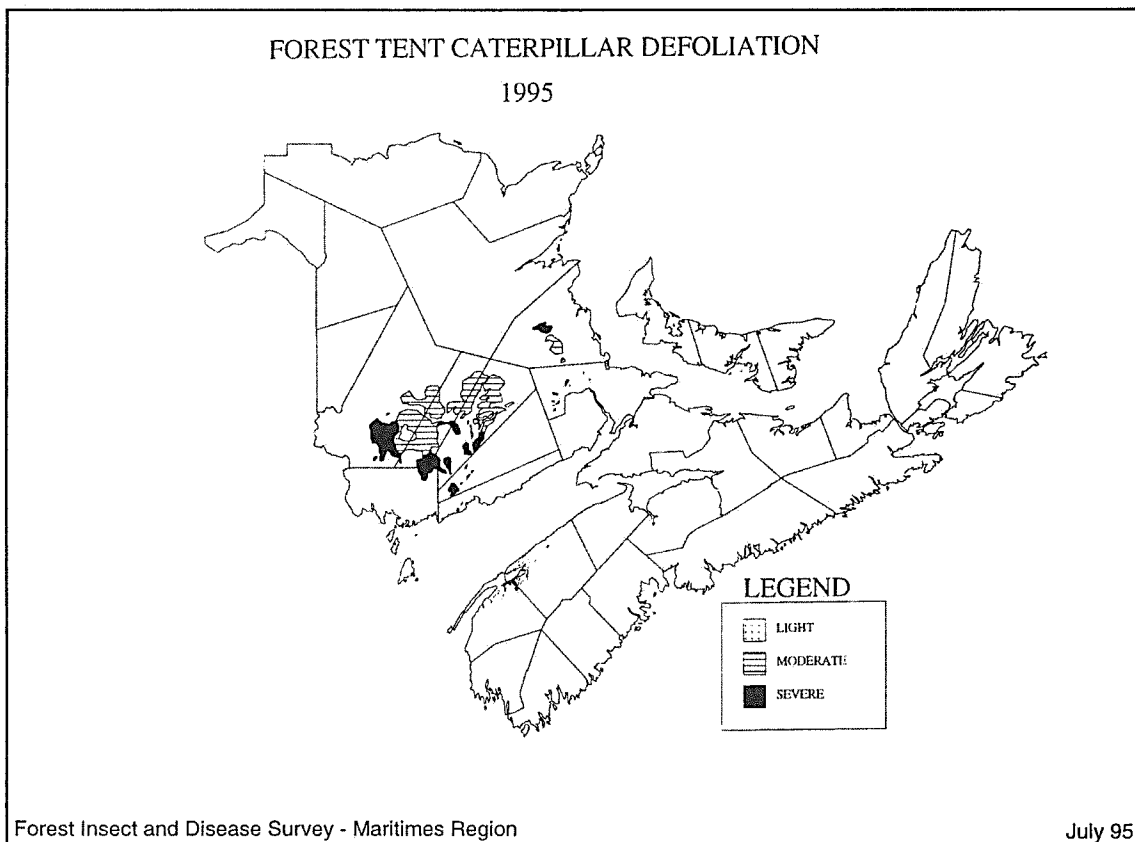 FOREST TENT CATERPILLAR DEFOLIATION
1995
LEGEND
LIGHT
MODERATE
SEVERE
Forest Insect and Disease Survey - Maritimes Region
July 95